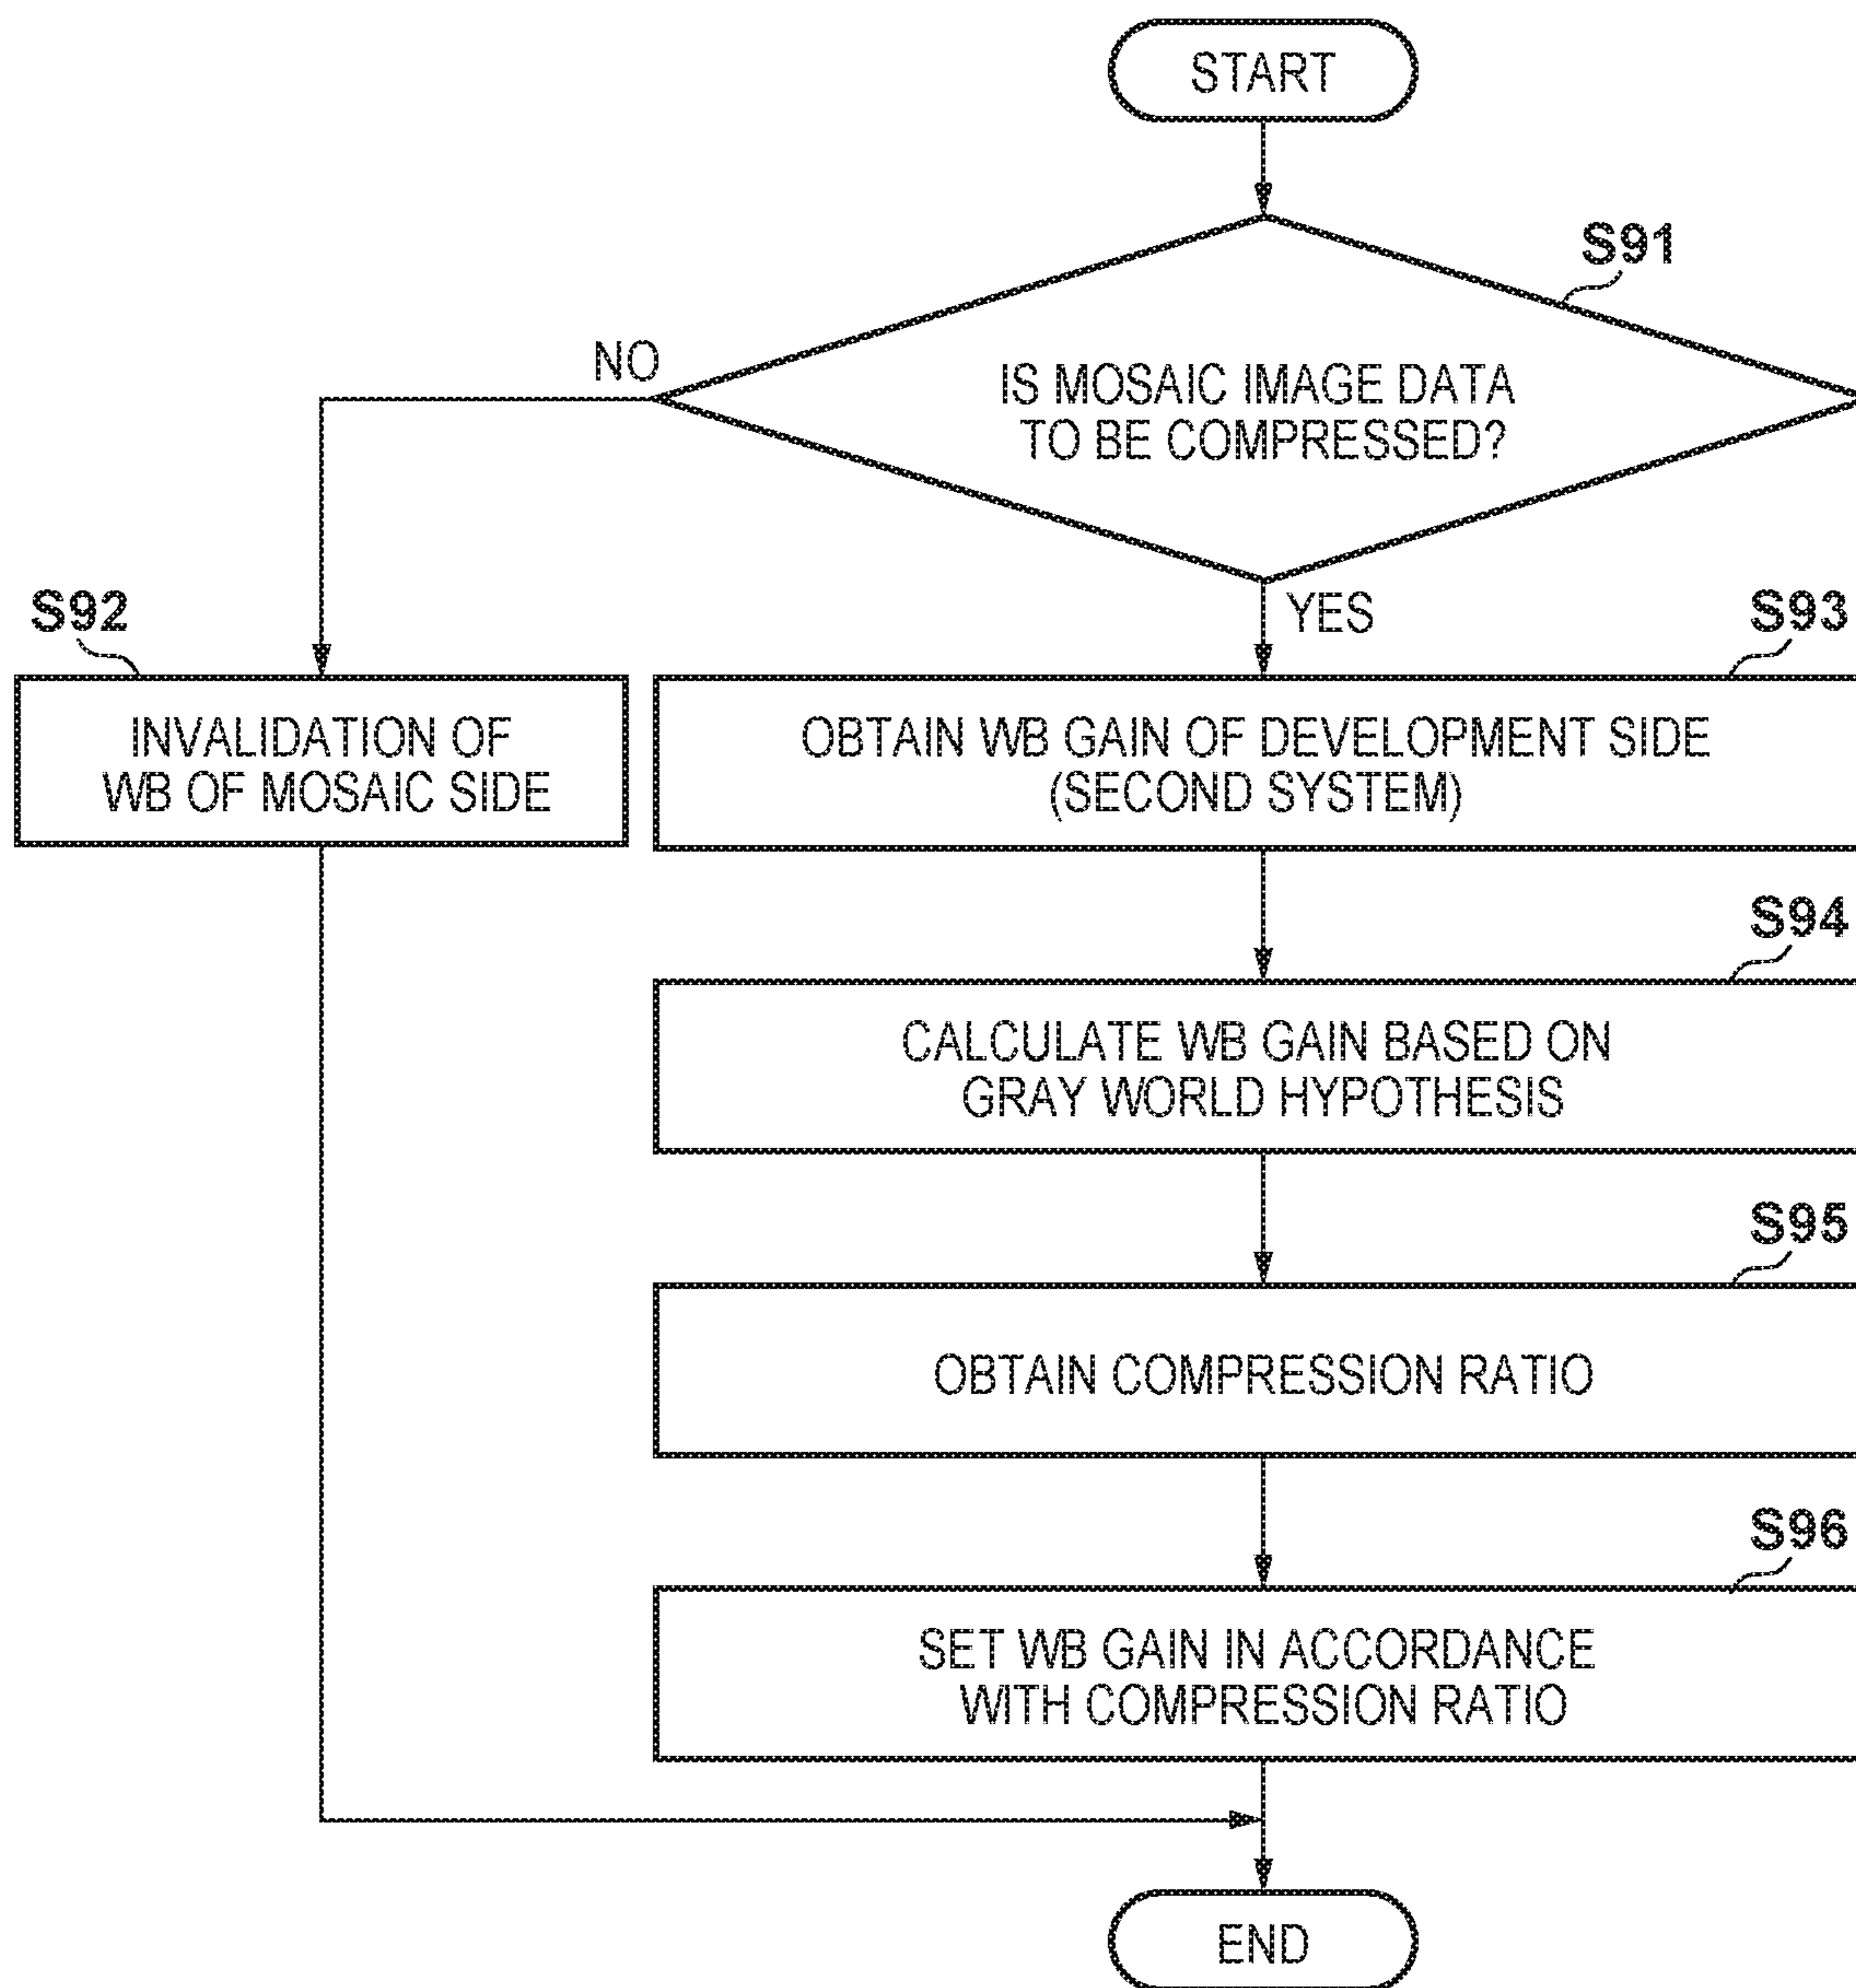 START
S91
NO
IS MOSAIC IMAGE DATA
TO BE COMPRESSED?
YES
S92
INVALIDATION OF
WB OF MOSAIC SIDE
S93
OBTAIN WB GAIN OF DEVELOPMENT SIDE
(SECOND SYSTEM)
S94
CALCULATE WB GAIN BASED ON
GRAY WORLD HYPOTHESIS
S95
OBTAIN COMPRESSION RATIO
S96
SET WB GAIN IN ACCORDANCE
WITH COMPRESSION RATIO
END